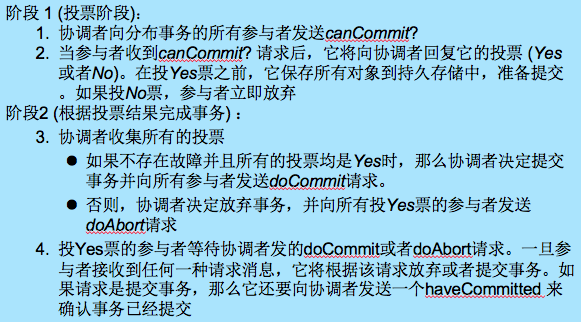 阶段 1 (投票阶段):
1. 协调者向分布事务的所有参与者发送canCommit?
2. 当参与者收到canCommit? 请求后，它将向协调者回复它的投票 (Yes
或者No)。在投Yes票之前，它保存所有对象到持久存储中，准备提交
。如果投No票，参与者立即放弃
阶段2 (根据投票结果完成事务) :
3. 协调者收集所有的投票
● 如果不存在故障并且所有的投票均是Yes时，那么协调者决定提交
事务并向所有参与者发送doCommit请求。
● 否则，协调者决定放弃事务，并向所有投Yes票的参与者发送
doAbort请求
4. 投Yes票的参与者等待协调者发的doCommit或者doAbort请求。一旦参
与者接收到任何一种请求消息，它将根据该请求放弃或者提交事务。如
果请求是提交事务，那么它还要向协调者发送一个haveCommitted 来
确认事务已经提交